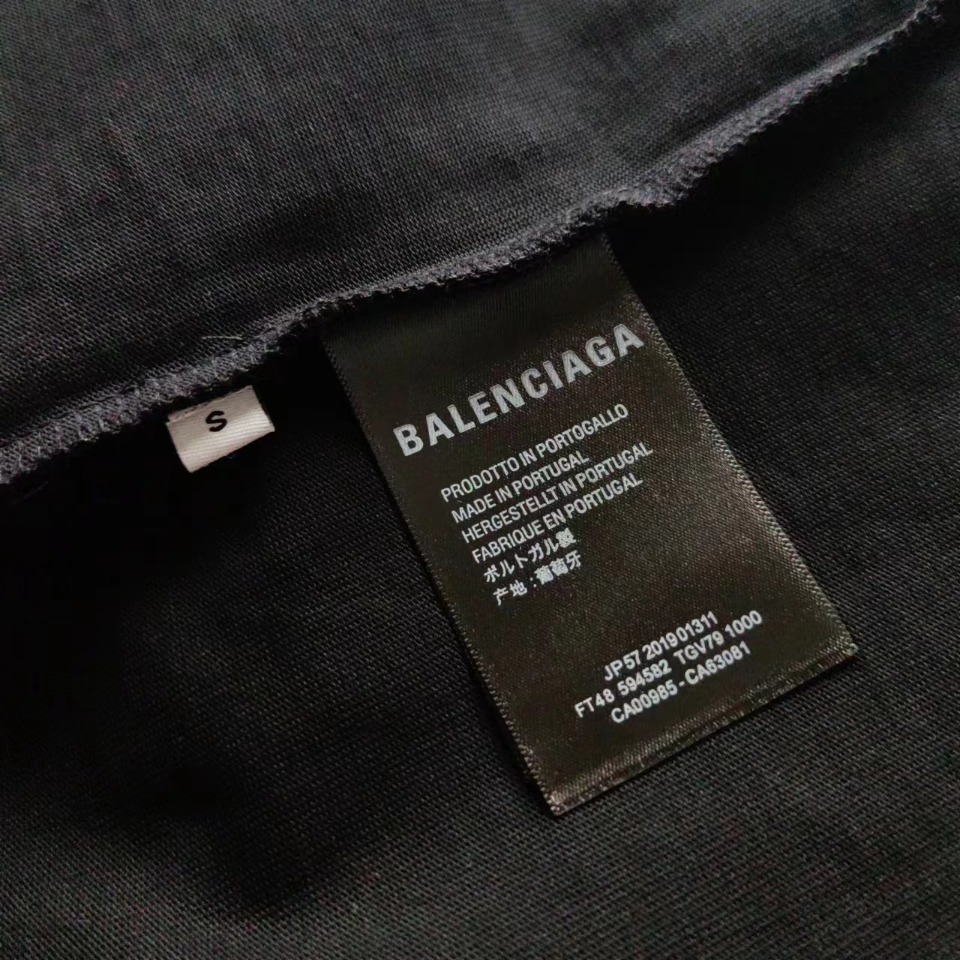 S
BALENCIAGA
PRODOTTO IN PORTOGALLO
MADE IN PORTUGAL
HERGESTELLT IN PORTUGAL
FABRIQUE EN PORTUGAL
ポルトガル製
产地:葡萄牙
JP57 201901311
FT48 594582 TGV79 1000
CA00985-CA63081